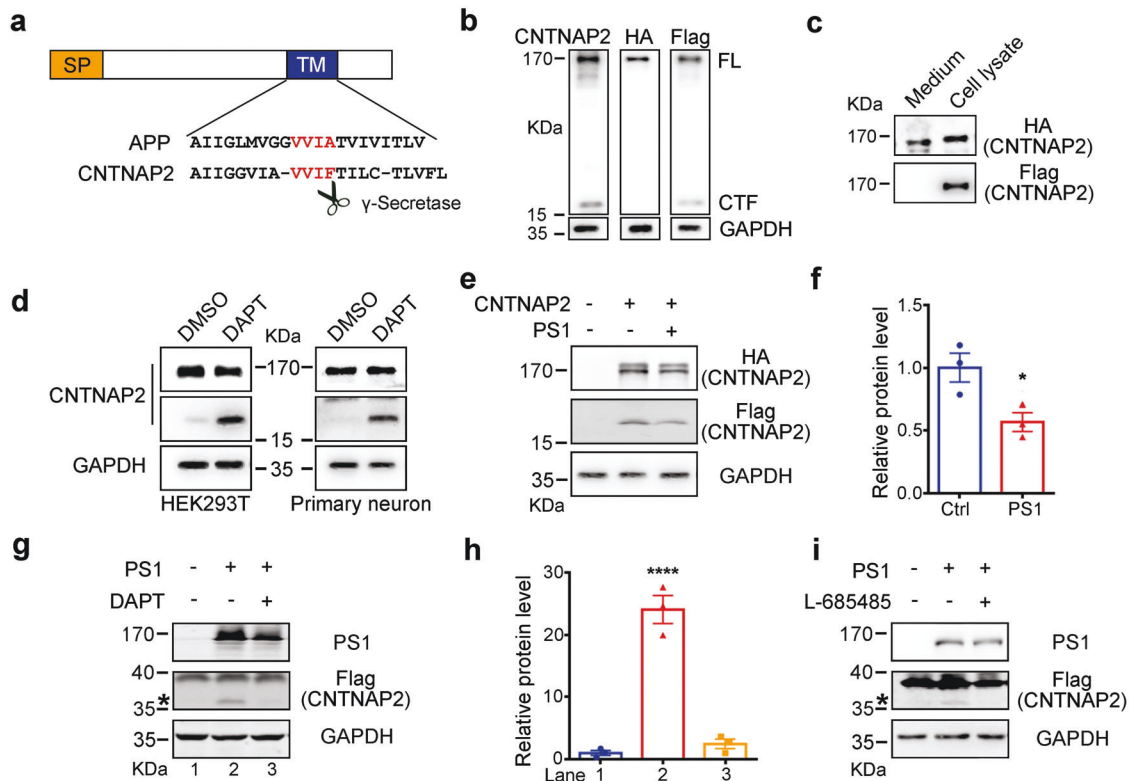 a
SP
TM
APP AIIGLMVGGVVIATVIVITLV
CNTNAP2 AIIGGVIA-VVIFTILC-TLVFL
γ-Secretase
b
CNTNAP2 HA Flag
170 FL
KDa
CTF
15
35 GAPDH
c
Medium Cell lysate
KDa
170 HA
(CNTNAP2)
170 Flag
(CNTNAP2)
d
DMSO DAPT KDa DMSO DAPT
CNTNAP2
170
15
GAPDH 35
HEK293T Primary neuron
e
CNTNAP2 - + +
PS1 - - +
170 HA
(CNTNAP2)
15 Flag
(CNTNAP2)
35 GAPDH
KDa
f
Relative protein level
1.5
1.0
0.5
0.0
*
Ctrl PS1
g
PS1 - + +
DAPT - - +
170 PS1
40 Flag
* (CNTNAP2)
35
35 GAPDH
KDa 1 2 3
h
Relative protein level
30
20
10
0
****
Lane 1 2 3
i
PS1 - + +
L-685485 - - +
170 PS1
40 Flag
* (CNTNAP2)
35
35 GAPDH
KDa